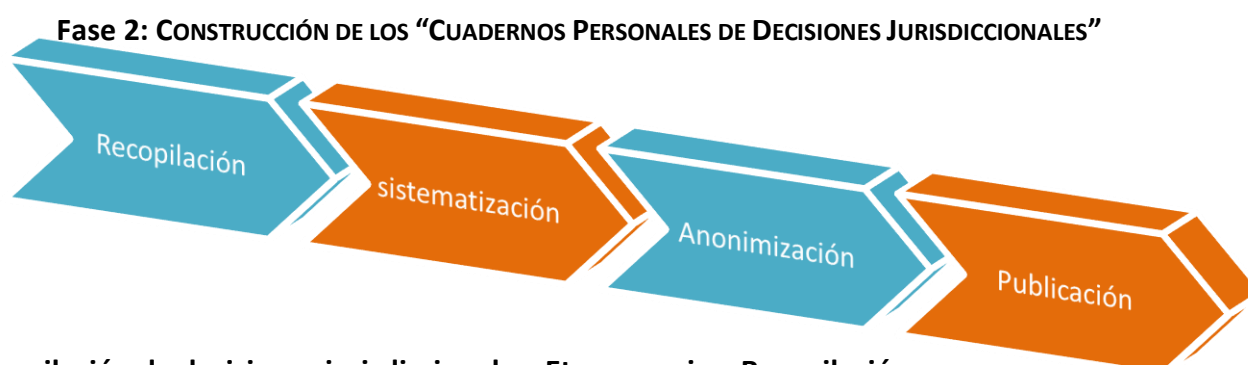 Fase 2: CONSTRUCCIÓN DE LOS “CUADERNOS PERSONALES DE DECISIONES JURISDICCIONALES”
Recopilación
sistematización
Anonimización
Publicación